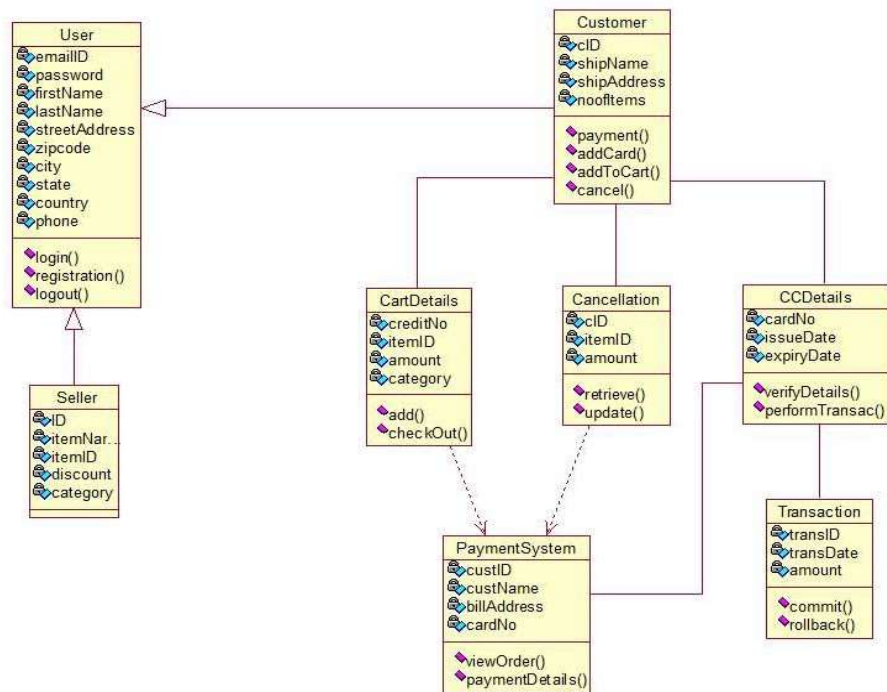 User
emailID
password
firstName
lastName
streetAddress
zipcode
city
state
country
phone
login()
registration()
logout()
Customer
cID
shipName
shipAddress
noofItems
payment()
addCard()
addToCart()
cancel()
CartDetails
creditNo
itemID
amount
category
add()
checkOut()
Cancellation
cID
itemID
amount
retrieve()
update()
CCDetails
cardNo
issueDate
expiryDate
verifyDetails()
performTransac()
Seller
ID
itemNar...
itemID
discount
category
PaymentSystem
custID
custName
billAddress
cardNo
viewOrder()
paymentDetails()
Transaction
transID
transDate
amount
commit()
rollback()